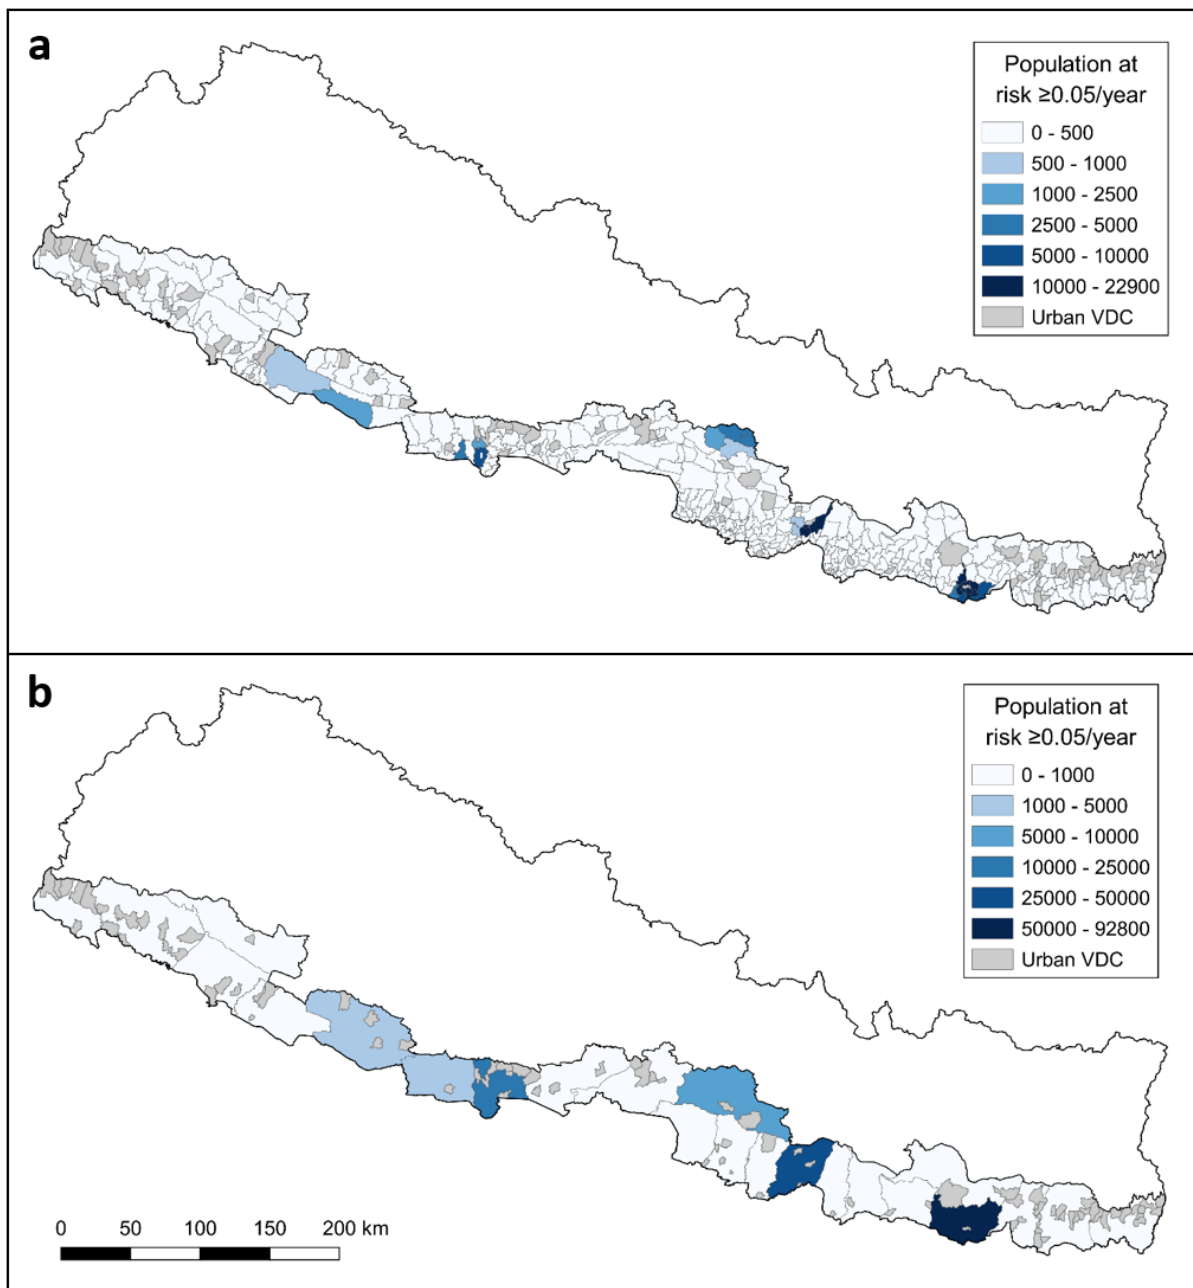 a
Population at
risk ≥0.05/year
0 - 500
500 - 1000
1000 - 2500
2500 - 5000
5000 - 10000
10000 - 22900
Urban VDC
b
Population at
risk ≥0.05/year
0 - 1000
1000 - 5000
5000 - 10000
10000 - 25000
25000 - 50000
50000 - 92800
Urban VDC
0 50 100 150 200 km